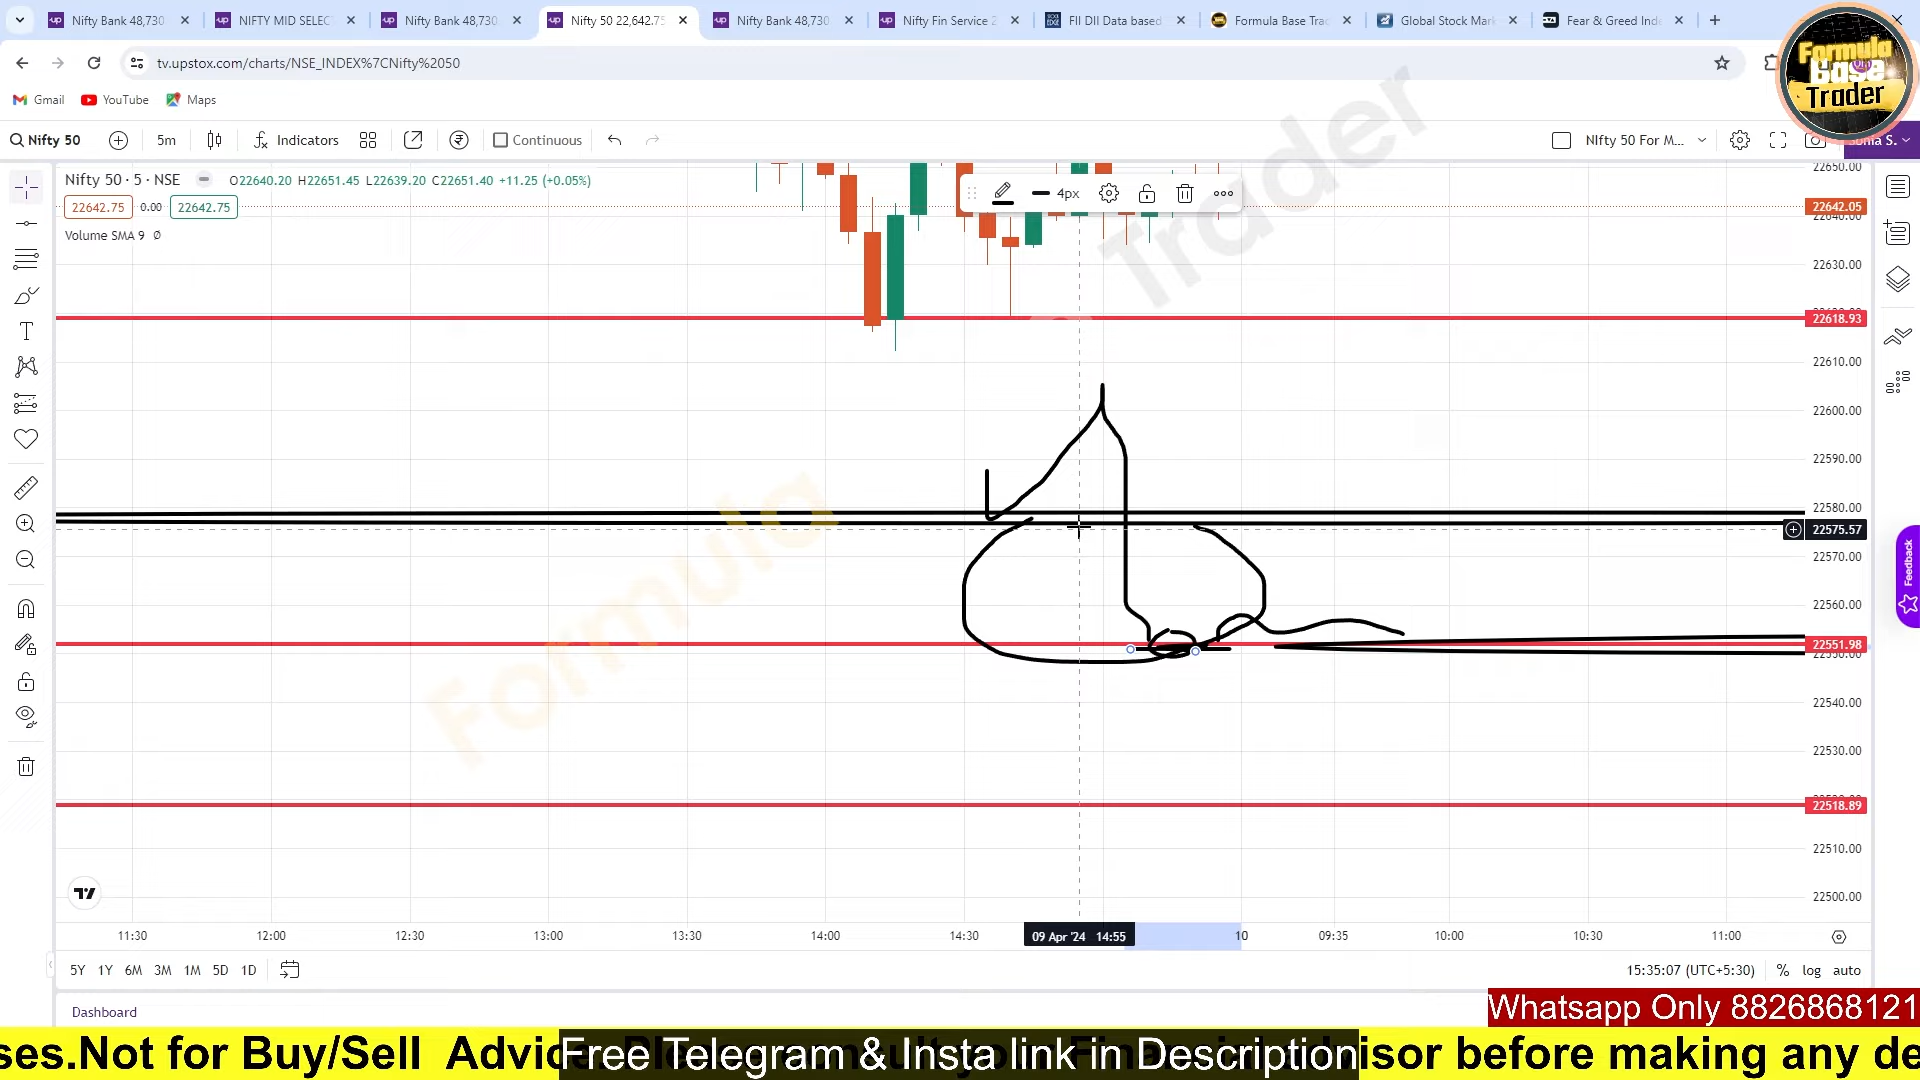 Nifty Bank 48,730
NIFTY MID SELEC
Nifty Bank 48,730
Nifty 50 22,642.75
Nifty Bank 48,730
Nifty Fin Service 2
FII DII Data based
Formula Base Trad
Global Stock Mark
Fear & Greed Inde
tv.upstox.com/charts/NSE_INDEX%7CNifty%2050
Gmail YouTube Maps
Formula
Base
Trader
Nifty 50 5m Indicators Continuous
NIfty 50 For M...
Sonia S.
Nifty 50 · 5 · NSE O22640.20 H22651.45 L22639.20 C22651.40 +11.25 (+0.05%)
22642.75 0.00 22642.75
Volume SMA 9 Ø
4px
Trader
Formula
22650.00
22642.05
22640.00
22630.00
22618.93
22610.00
22600.00
22590.00
22580.00
22575.57
22570.00
22560.00
22551.98
22550.00
22540.00
22530.00
22518.89
22510.00
22500.00
Feedback
11:30 12:00 12:30 13:00 13:30 14:00 14:30 09 Apr '24 14:55 10 09:35 10:00 10:30 11:00
5Y 1Y 6M 3M 1M 5D 1D
15:35:07 (UTC+5:30) % log auto
Dashboard
Whatsapp Only 8826868121
ses.Not for Buy/Sell Advic
Free Telegram & Insta link in Description
isor before making any de